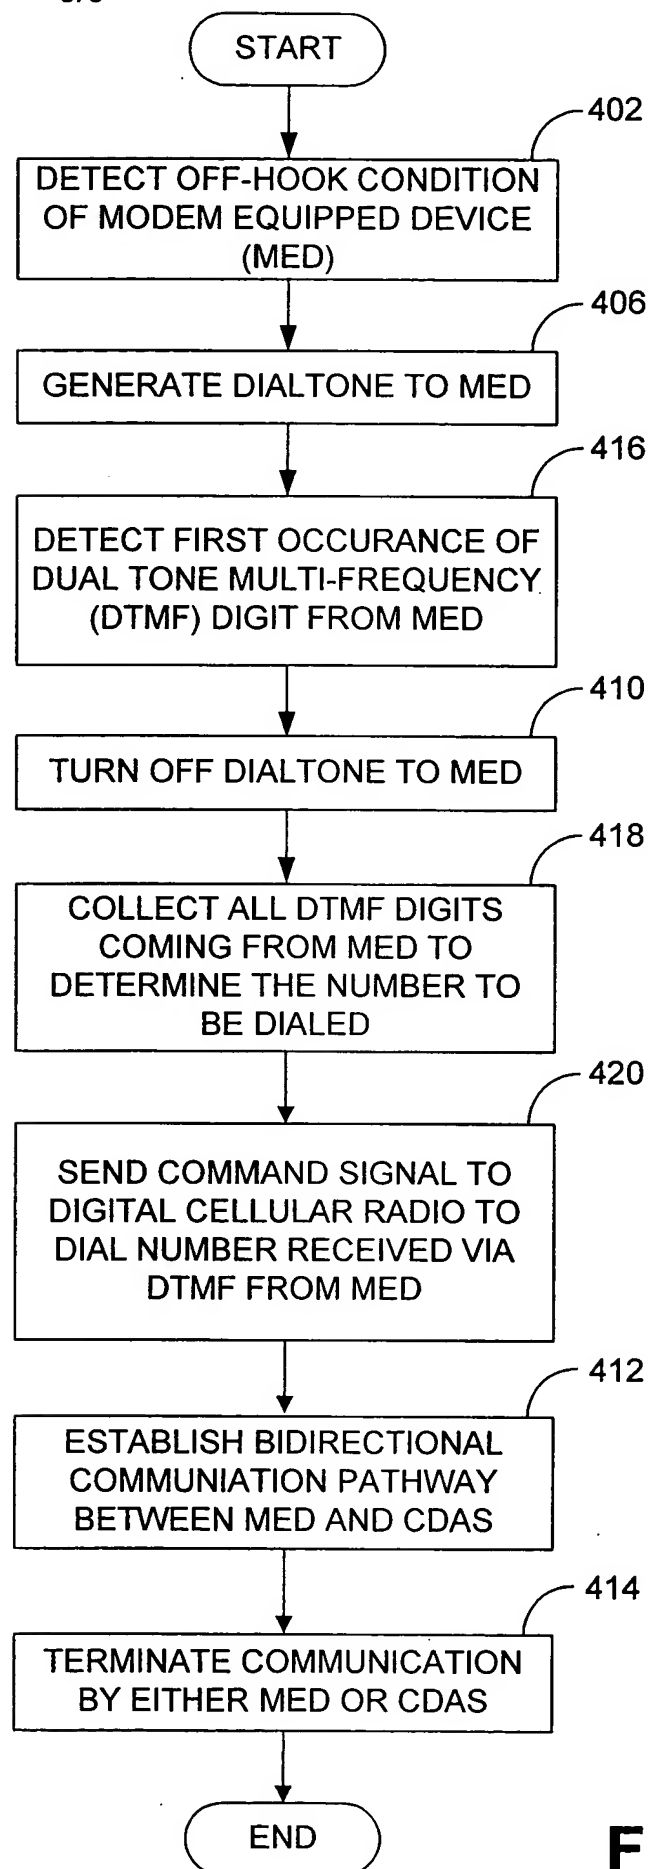 START
402
DETECT OFF-HOOK CONDITION
OF MODEM EQUIPPED DEVICE
(MED)
406
GENERATE DIALTONE TO MED
416
DETECT FIRST OCCURANCE OF
DUAL TONE MULTI-FREQUENCY
(DTMF) DIGIT FROM MED
410
TURN OFF DIALTONE TO MED
418
COLLECT ALL DTMF DIGITS
COMING FROM MED TO
DETERMINE THE NUMBER TO
BE DIALED
420
SEND COMMAND SIGNAL TO
DIGITAL CELLULAR RADIO TO
DIAL NUMBER RECEIVED VIA
DTMF FROM MED
412
ESTABLISH BIDIRECTIONAL
COMMUNIATION PATHWAY
BETWEEN MED AND CDAS
414
TERMINATE COMMUNICATION
BY EITHER MED OR CDAS
END
F